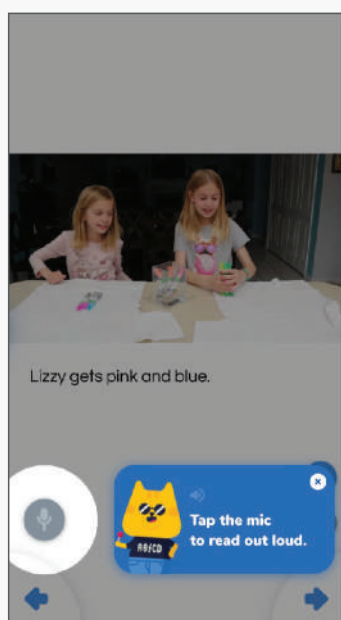 Lizzy gets pink and blue.
Tap the mic
to read out loud.
ABCD